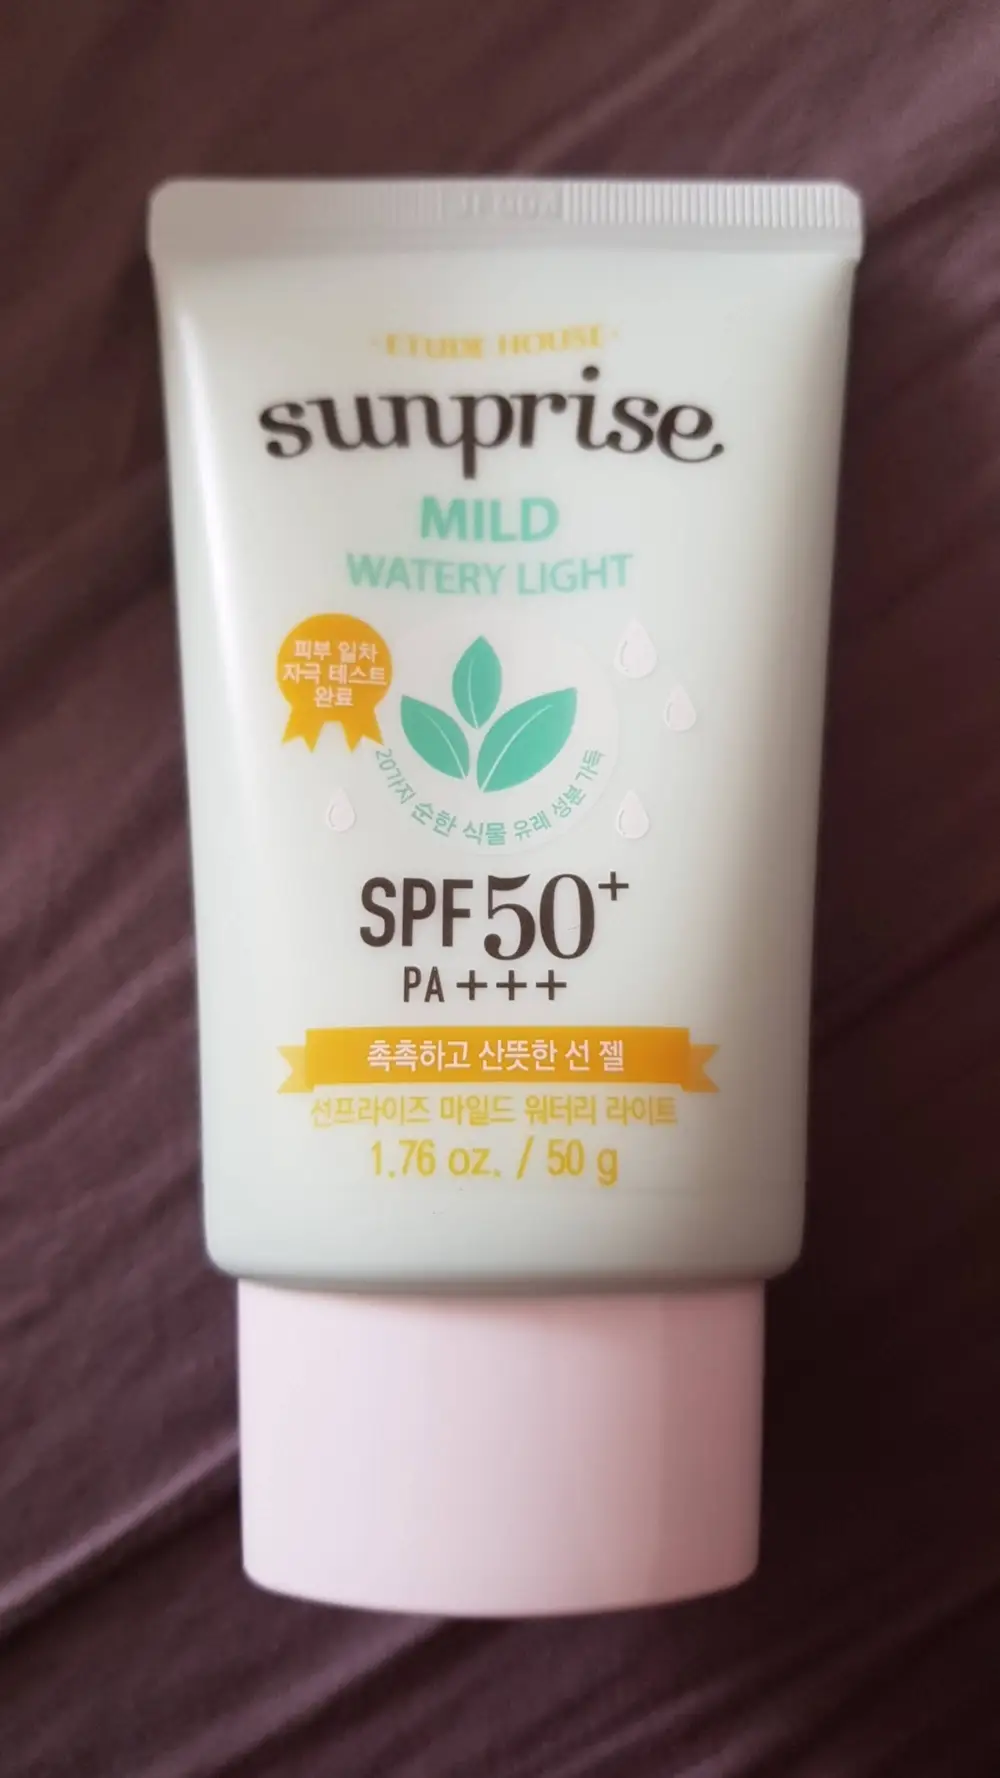 ETUDE HOUSE
sunprise
MILD
WATERY LIGHT
피부 일차
자극 테스트
완료
20가지 순한 식물 유래 성분 가득
SPF 50+
PA +++
촉촉하고 산뜻한 선 젤
선프라이즈 마일드 워터리 라이트
1.76 oz. / 50 g